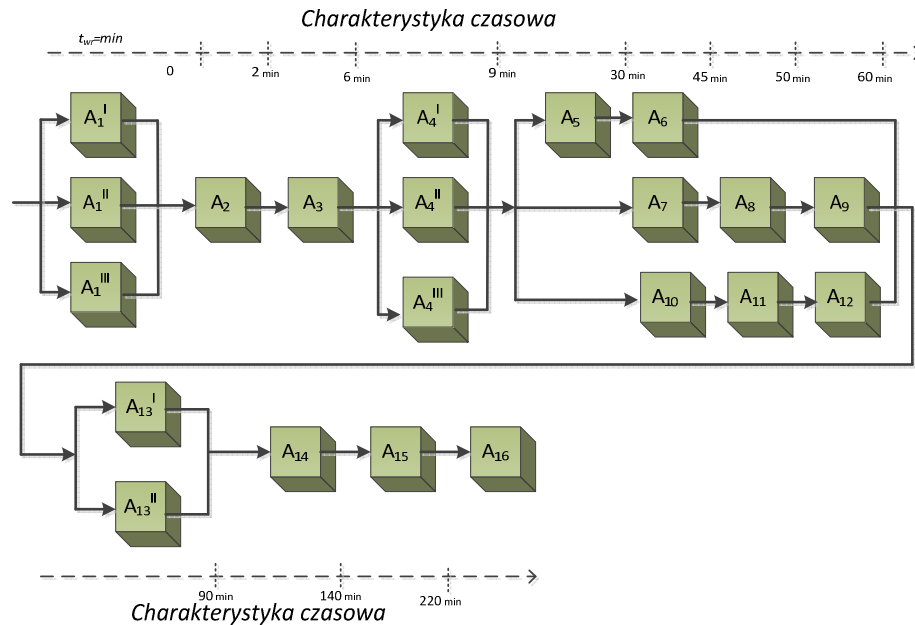 Charakterystyka czasowa
t_wr=min
0 2 min 6 min 9 min 30 min 45 min 50 min 60 min
A₁ᴵ A₄ᴵ A₅ A₆
A₁ᴵᴵ A₂ A₃ A₄ᴵᴵ A₇ A₈ A₉
A₁ᴵᴵᴵ A₄ᴵᴵᴵ A₁₀ A₁₁ A₁₂
A₁₃ᴵ
A₁₄ A₁₅ A₁₆
A₁₃ᴵᴵ
90 min 140 min 220 min
Charakterystyka czasowa